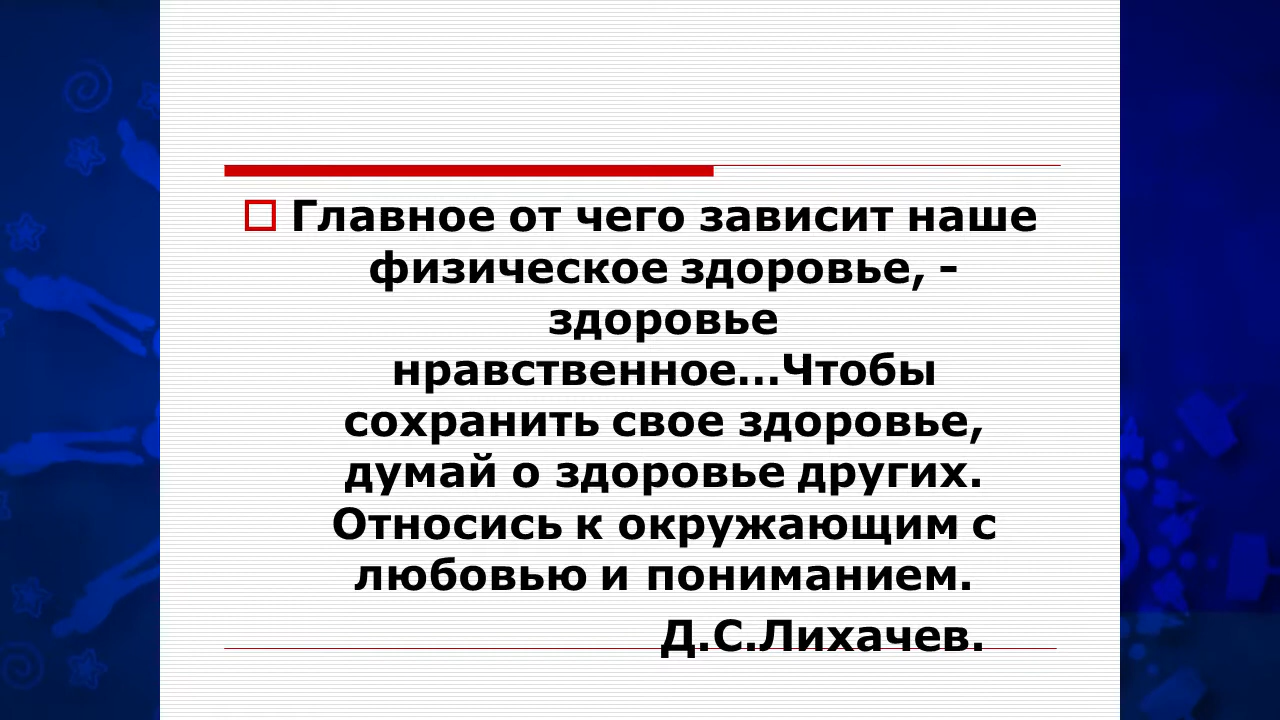 Главное от чего зависит наше
физическое здоровье, -
здоровье
нравственное...Чтобы
сохранить свое здоровье,
думай о здоровье других.
Относись к окружающим с
любовью и пониманием.
Д.С.Лихачев.